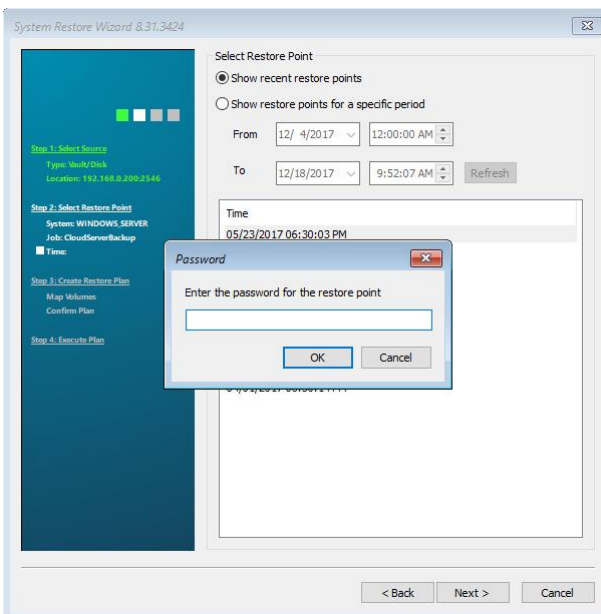 System Restore Wizard 8.31.3424
Step 1: Select Source
Type: Vault/Disk
Location: 192.168.0.200:2546
Step 2: Select Restore Point
System: WINDOWS_SERVER
Job: CloudServerBackup
Time:
Step 3: Create Restore Plan
Map Volumes
Confirm Plan
Step 4: Execute Plan
Select Restore Point
Show recent restore points
Show restore points for a specific period
From 12/ 4/2017 12:00:00 AM
To 12/18/2017 9:52:07 AM Refresh
Time
05/23/2017 06:30:03 PM
Password
Enter the password for the restore point
OK Cancel
< Back Next > Cancel